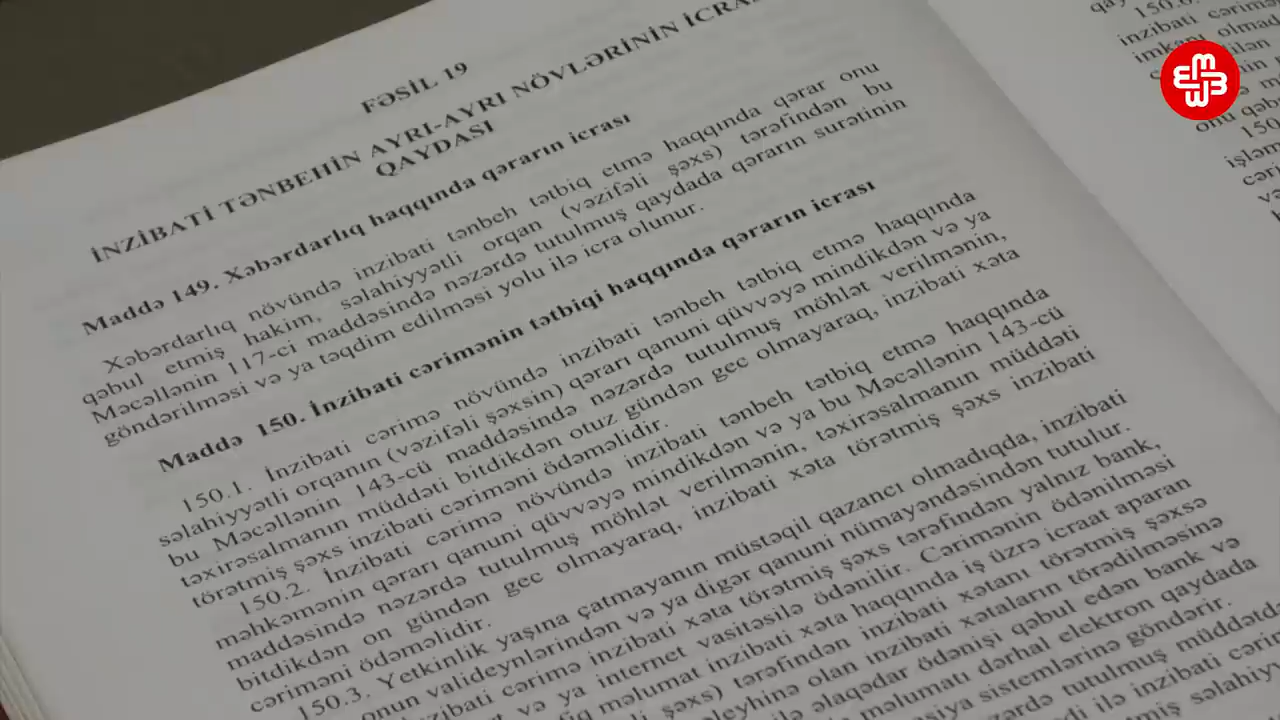 FƏSİL 19
İNZİBATİ TƏNBEHİN AYRI-AYRI NÖVLƏRİNİN
QAYDASI
Maddə 149. Xəbərdarlıq haqqında qərarın icrası
Xəbərdarlıq növündə inzibati tənbeh tətbiq etmə haqqında qərar onu
qəbul etmiş hakim, səlahiyyətli orqan (vəzifəli şəxs) tərəfindən bu
Məcəllənin 117-ci maddəsində nəzərdə tutulmuş qaydada qərarın surətinin
göndərilməsi və ya təqdim edilməsi yolu ilə icra olunur.
Maddə 150. İnzibati cərimənin tətbiqi haqqında qərarın icrası
150.1. İnzibati cərimə növündə inzibati tənbeh tətbiq etmə haqqında
səlahiyyətli orqanın (vəzifəli şəxsin) qərarı qanuni qüvvəyə mindikdən və ya
bu Məcəllənin 143-cü maddəsində nəzərdə tutulmuş möhlət verilmənin,
təxirəsalmanın müddəti bitdikdən otuz gündən gec olmayaraq, inzibati xəta
törətmiş şəxs inzibati cəriməni ödəməlidir.
150.2. İnzibati cərimə növündə inzibati tənbeh tətbiq etmə haqqında
məhkəmənin qərarı qanuni qüvvəyə mindikdən və ya bu Məcəllənin 143-cü
maddəsində nəzərdə tutulmuş möhlət verilmənin, təxirəsalmanın müddəti
bitdikdən on gündən gec olmayaraq, inzibati xəta törətmiş şəxs inzibati
cəriməni ödəməlidir.
150.3. Yetkinlik yaşına çatmayanın müstəqil qazancı olmadıqda, inzibati
onun valideynlərindən və ya digər qanuni nümayəndəsindən tutulur.
cərimə inzibati xəta törətmiş şəxs tərəfindən yalnız bank,
və ya internet vasitəsilə ödənilir. Cərimənin ödənilməsi
məlumat inzibati xəta haqqında iş üzrə icraat aparan
şəxs) tərəfindən inzibati xətanı törətmiş şəxsə
olan inzibati xətaların törədilməsinə
əlaqədar ödənişi qəbul edən bank və
məlumatı dərhal elektron qaydada
sistemlərinə göndərir.
tutulmuş
ilə inzibati